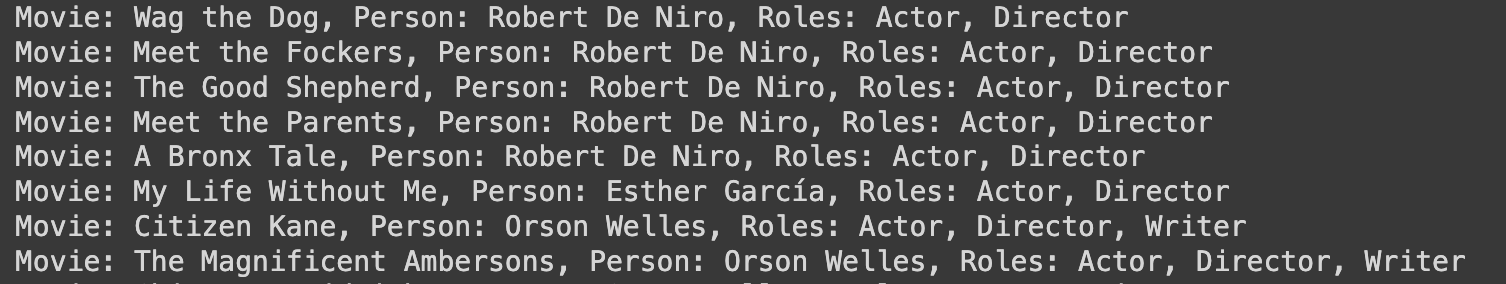 Movie: Wag the Dog, Person: Robert De Niro, Roles: Actor, Director
Movie: Meet the Fockers, Person: Robert De Niro, Roles: Actor, Director
Movie: The Good Shepherd, Person: Robert De Niro, Roles: Actor, Director
Movie: Meet the Parents, Person: Robert De Niro, Roles: Actor, Director
Movie: A Bronx Tale, Person: Robert De Niro, Roles: Actor, Director
Movie: My Life Without Me, Person: Esther García, Roles: Actor, Director
Movie: Citizen Kane, Person: Orson Welles, Roles: Actor, Director, Writer
Movie: The Magnificent Ambersons, Person: Orson Welles, Roles: Actor, Director, Writer